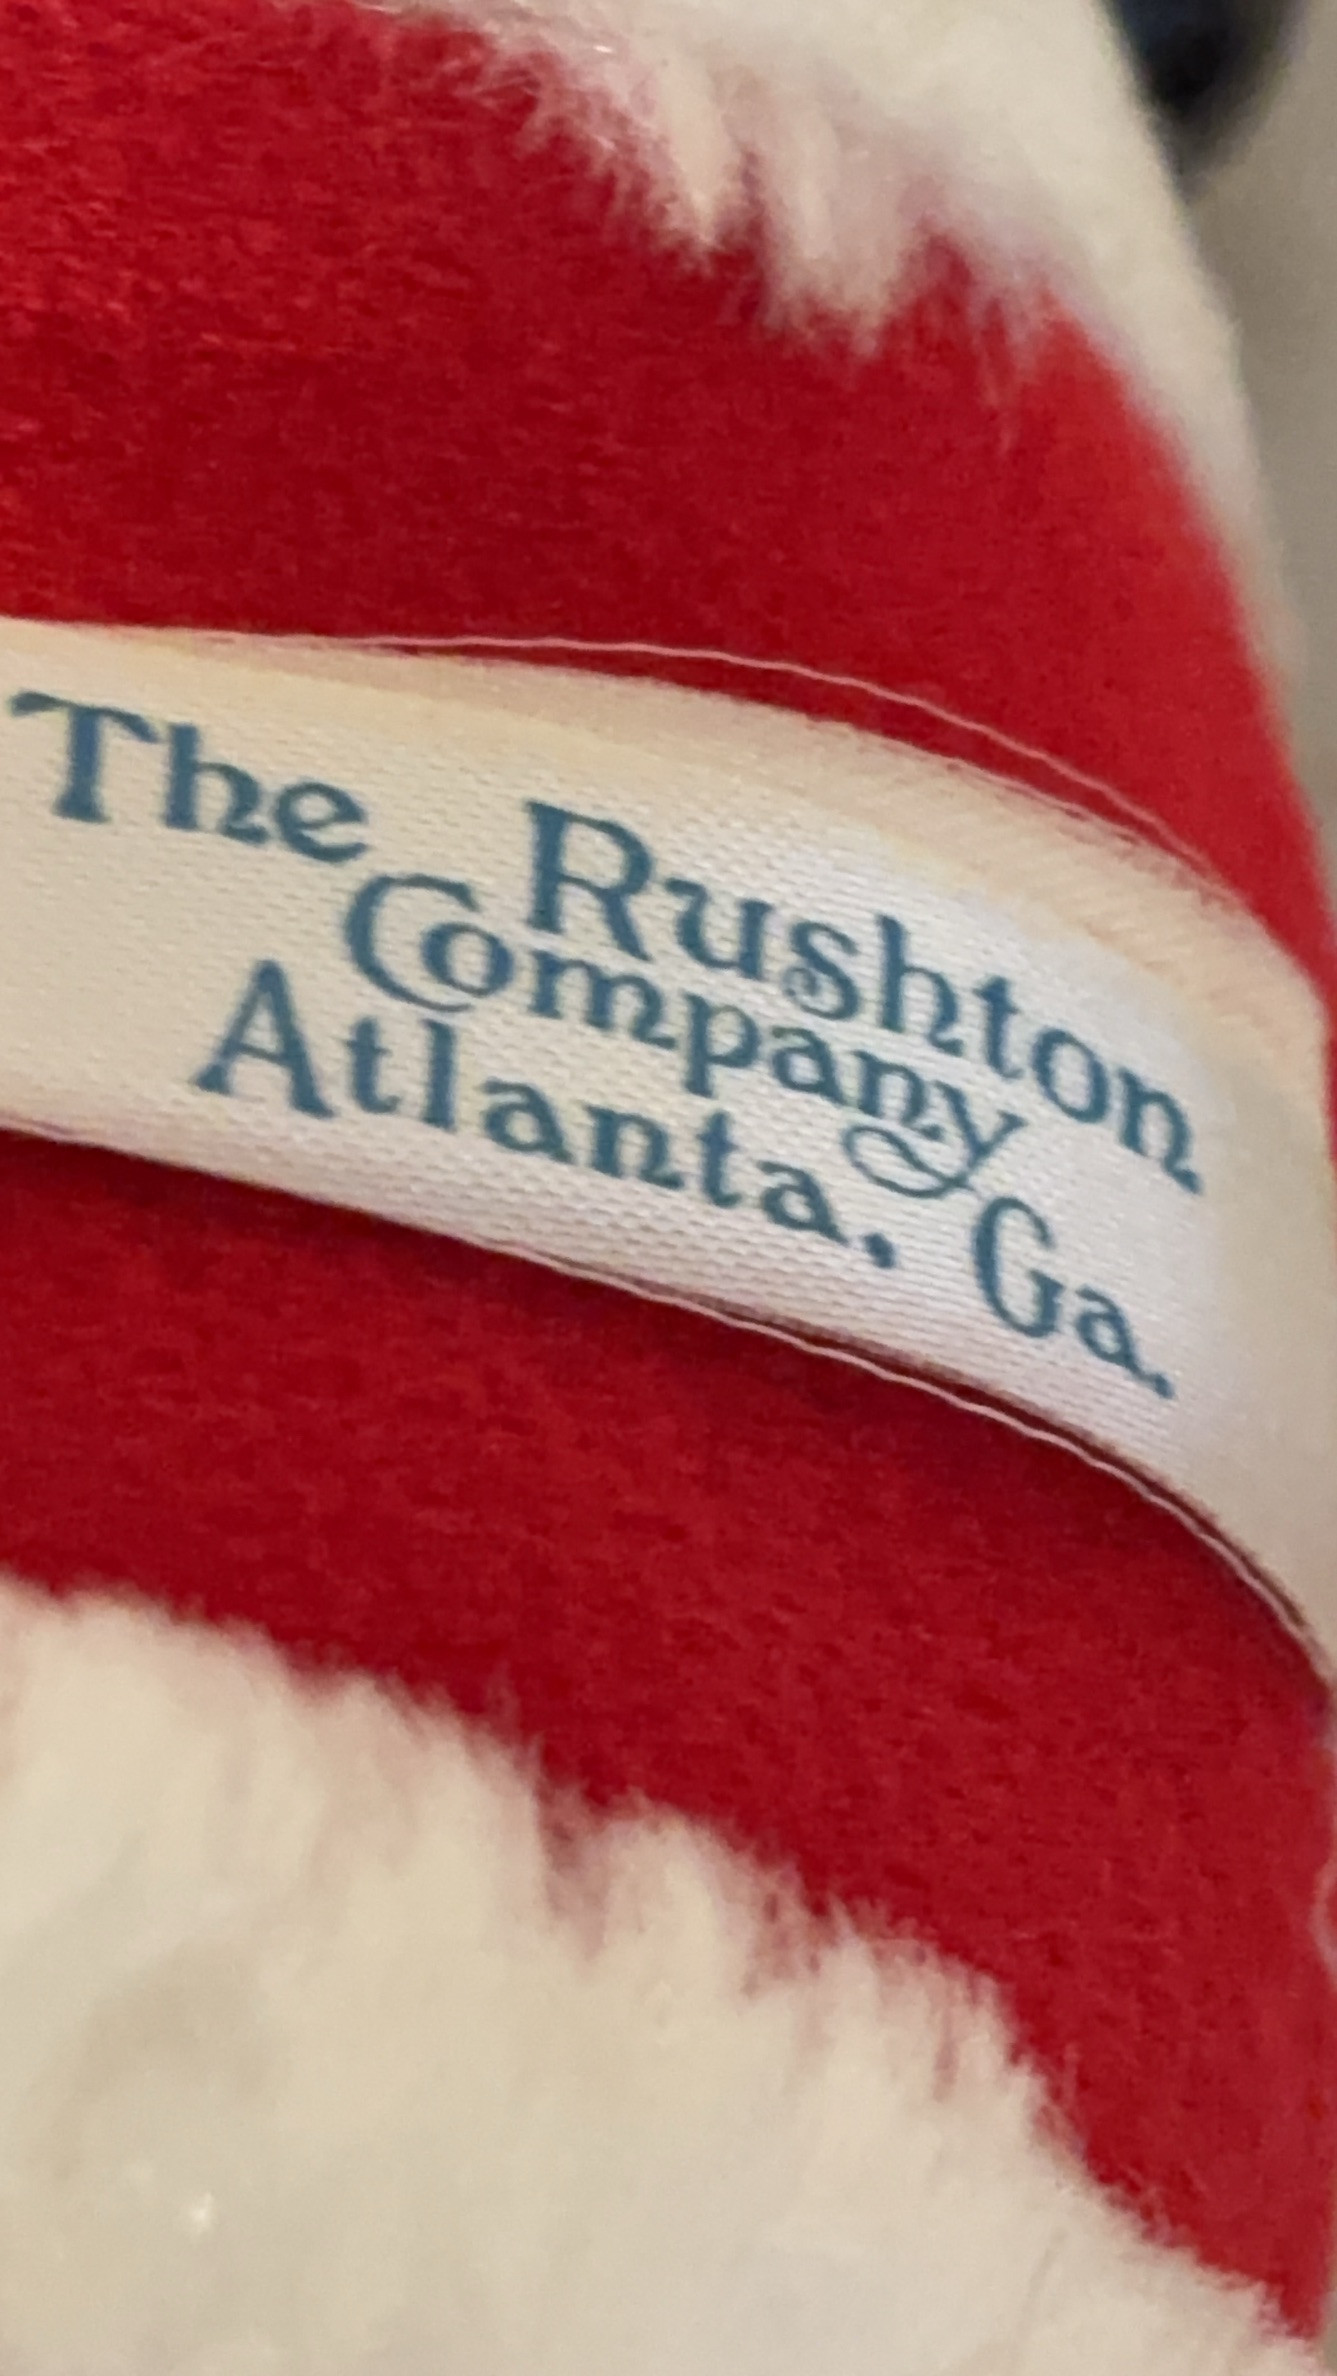 The Rushton
Company
Atlanta, Ga.